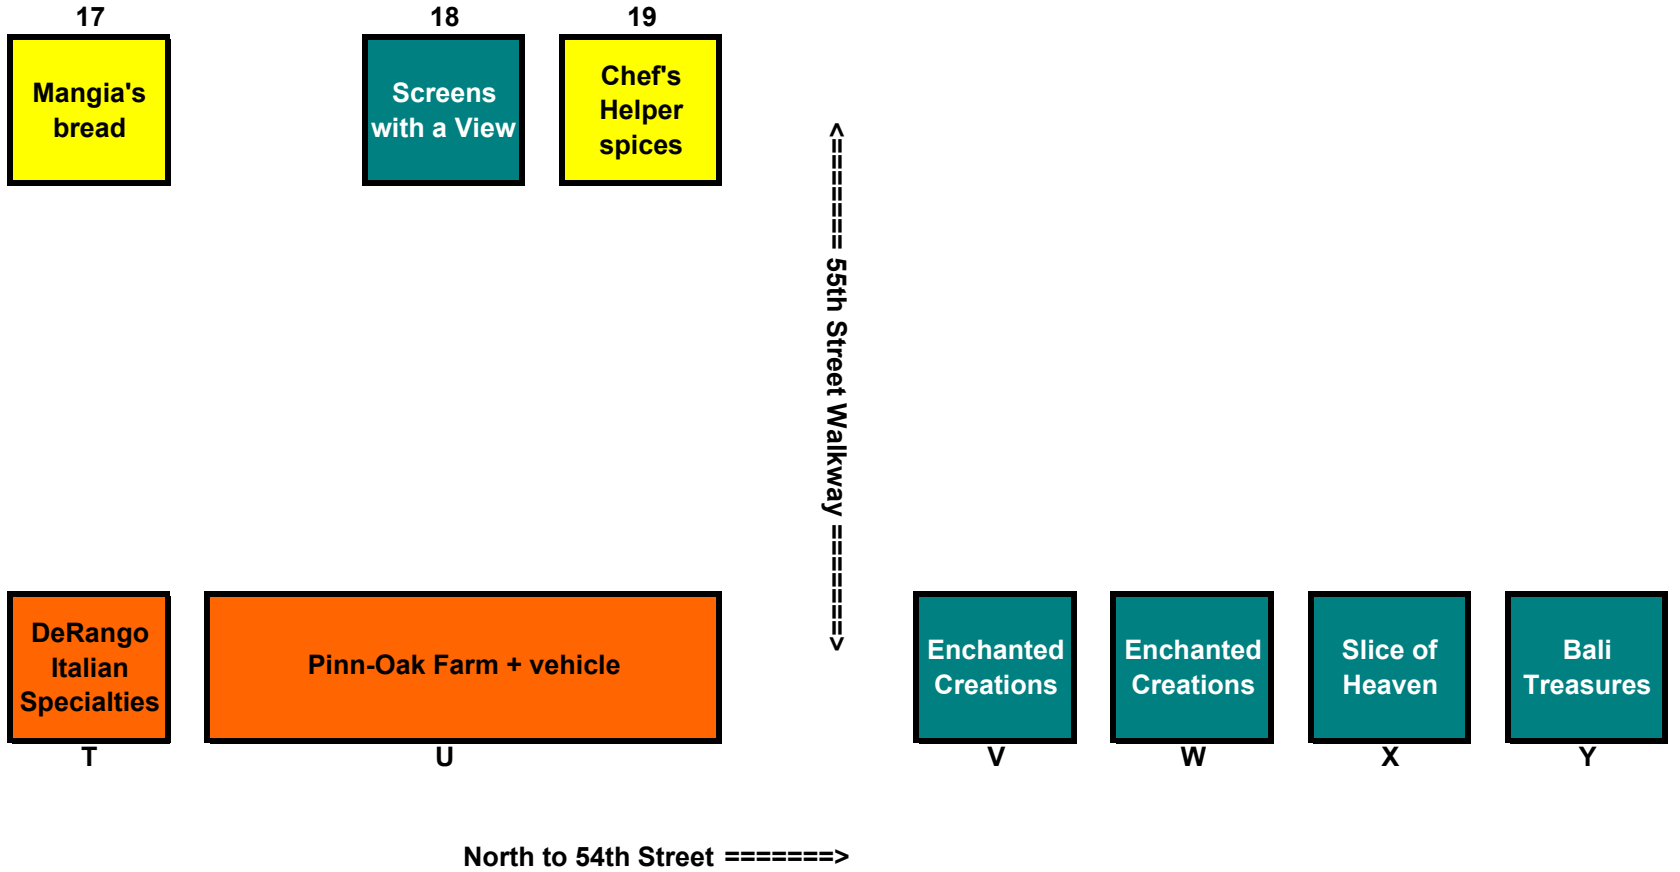 17
18
19
Mangia's
bread
Screens
with a View
Chef's
Helper
spices
<======== 55th Street Walkway ========>
DeRango
Italian
Specialties
Pinn-Oak Farm + vehicle
Enchanted
Creations
Enchanted
Creations
Slice of
Heaven
Bali
Treasures
T
U
V
W
X
Y
North to 54th Street =======>